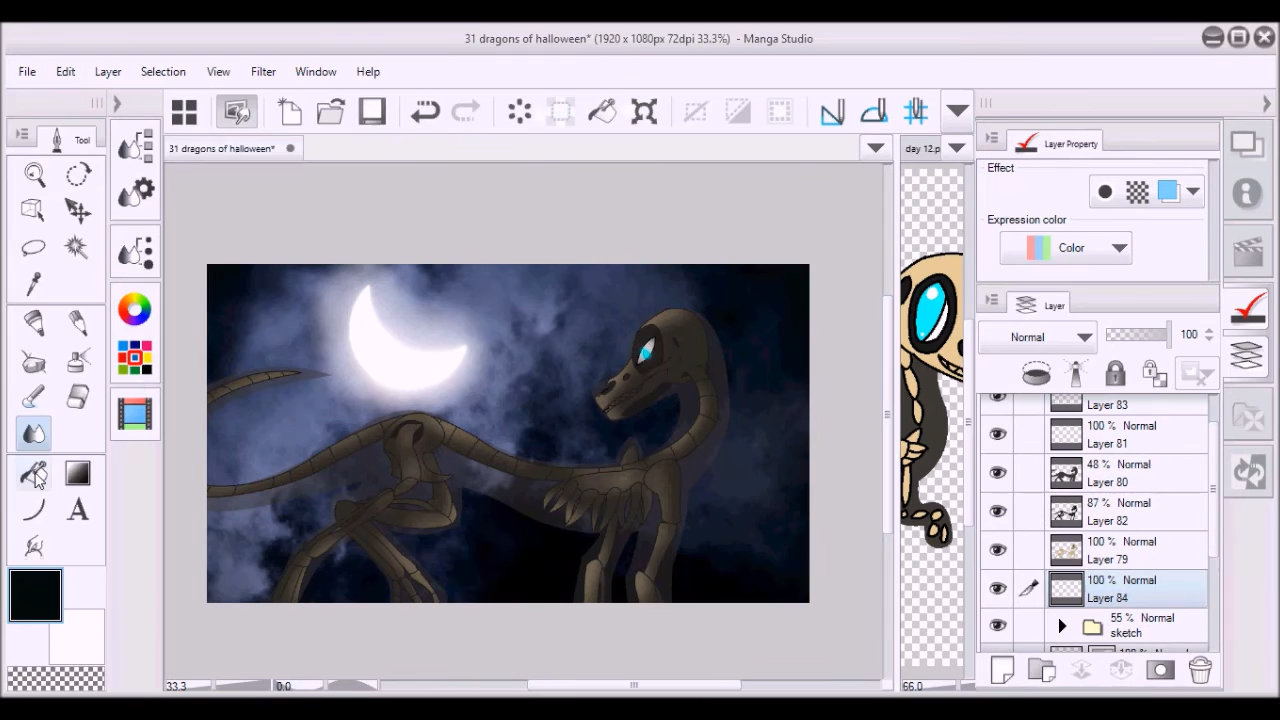 31 dragons of halloween* (1920 x 1080px 72dpi 33.3%) - Manga Studio
File Edit Layer Selection View Filter Window Help
Tool
31 dragons of halloween*
day 12.p
Layer Property
Effect
Expression color
Color
Layer
Normal
100
Layer 83
100 % Normal
Layer 81
48 % Normal
Layer 80
87 % Normal
Layer 82
100 % Normal
Layer 79
100 % Normal
Layer 84
55 % Normal
sketch
A
33.3
0.0
66.0